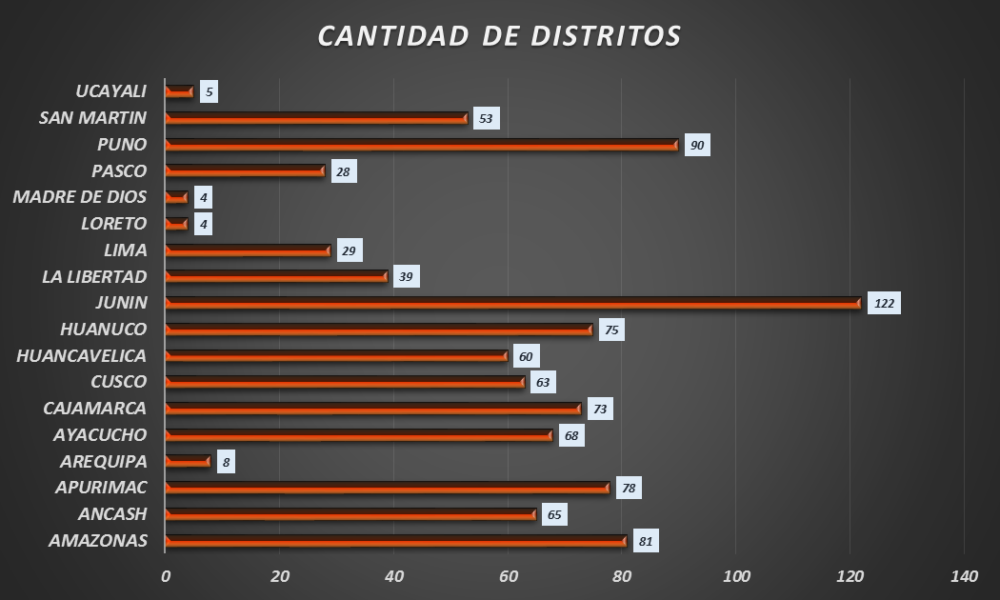 CANTIDAD DE DISTRITOS
UCAYALI 5
SAN MARTIN 53
PUNO 90
PASCO 28
MADRE DE DIOS 4
LORETO 4
LIMA 29
LA LIBERTAD 39
JUNIN 122
HUANUCO 75
HUANCAVELICA 60
CUSCO 63
CAJAMARCA 73
AYACUCHO 68
AREQUIPA 8
APURIMAC 78
ANCASH 65
AMAZONAS 81
0 20 40 60 80 100 120 140